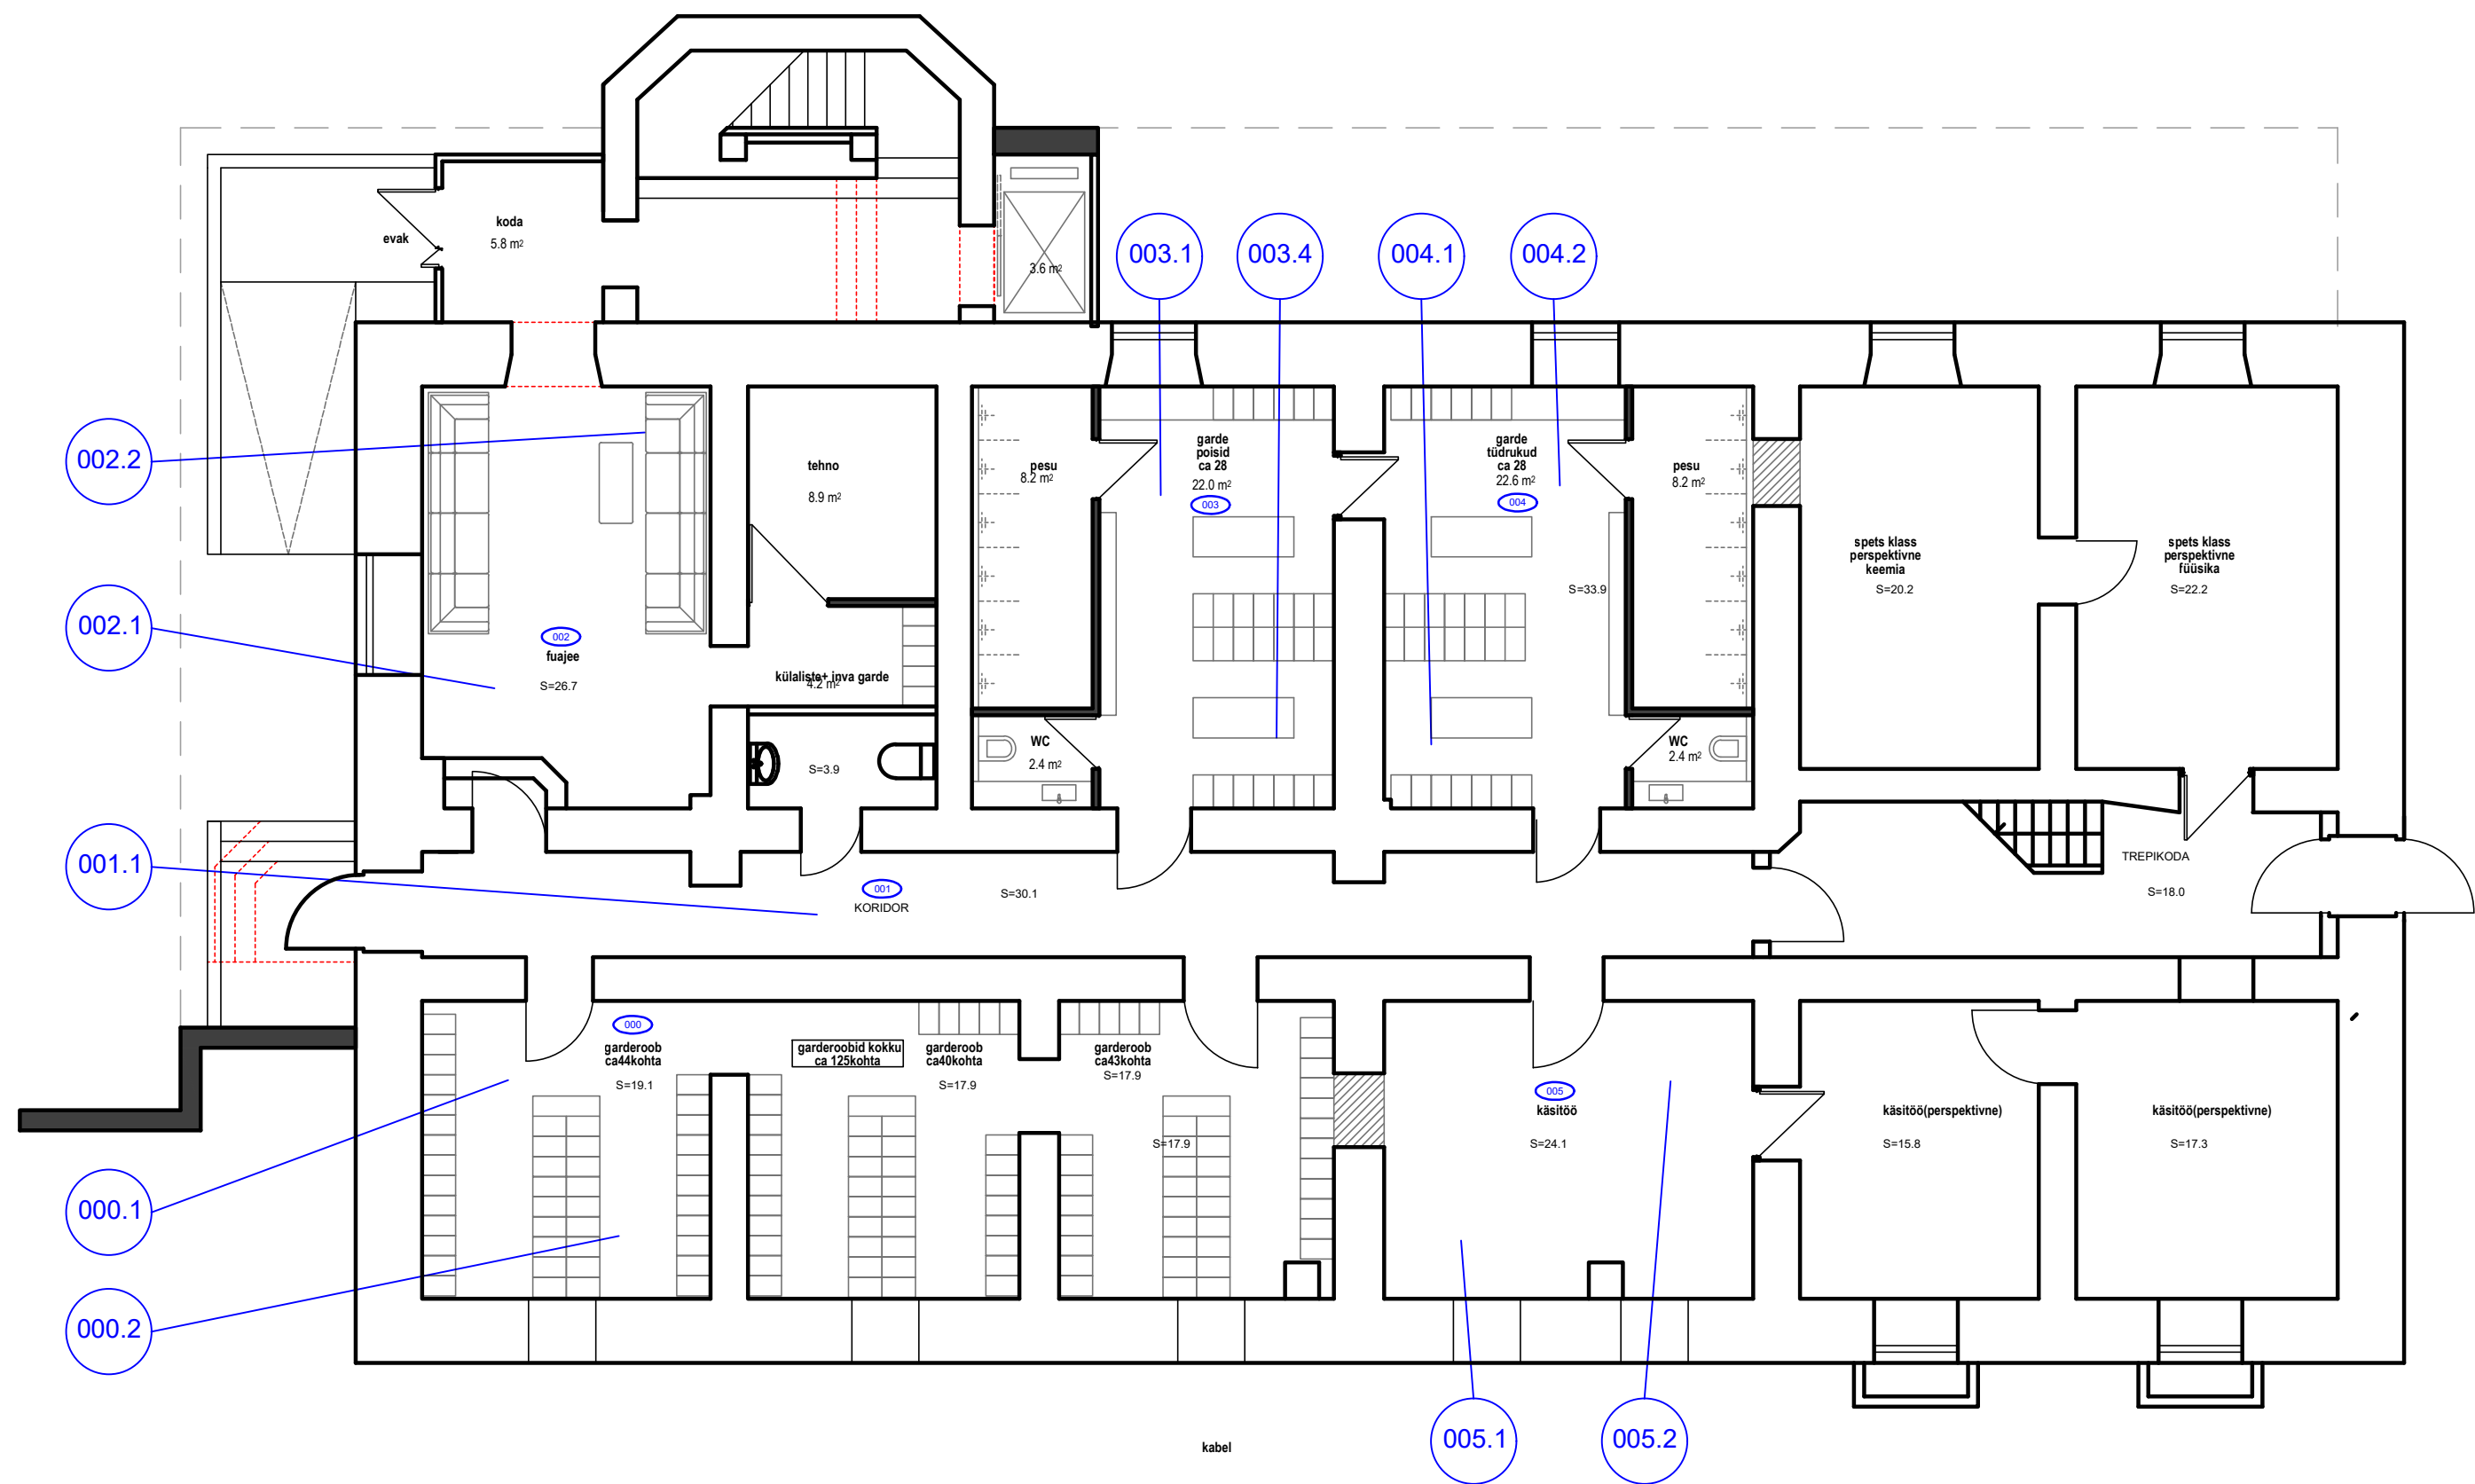 koda
5.8 m²
evak
3.6 m²
003.1
003.4
004.1
004.2
002.2
002.1
001.1
000.1
000.2
005.1
005.2
tehno
8.9 m²
pesu
8.2 m²
garde
poisid
ca 28
22.0 m²
003
garde
tüdrukud
ca 28
22.6 m²
004
pesu
8.2 m²
S=33.9
spets klass
perspektivne
keemia
S=20.2
spets klass
perspektivne
füüsika
S=22.2
002
fuajee
S=26.7
külaliste+ inva garde
4.2 m²
S=3.9
WC
2.4 m²
WC
2.4 m²
001
KORIDOR
S=30.1
TREPIKODA
S=18.0
000
garderoob
ca44kohta
S=19.1
garderoobid kokku
ca 125kohta
garderoob
ca40kohta
S=17.9
garderoob
ca43kohta
S=17.9
S=17.9
005
käsitöö
S=24.1
käsitöö(perspektivne)
S=15.8
käsitöö(perspektivne)
S=17.3
kabel